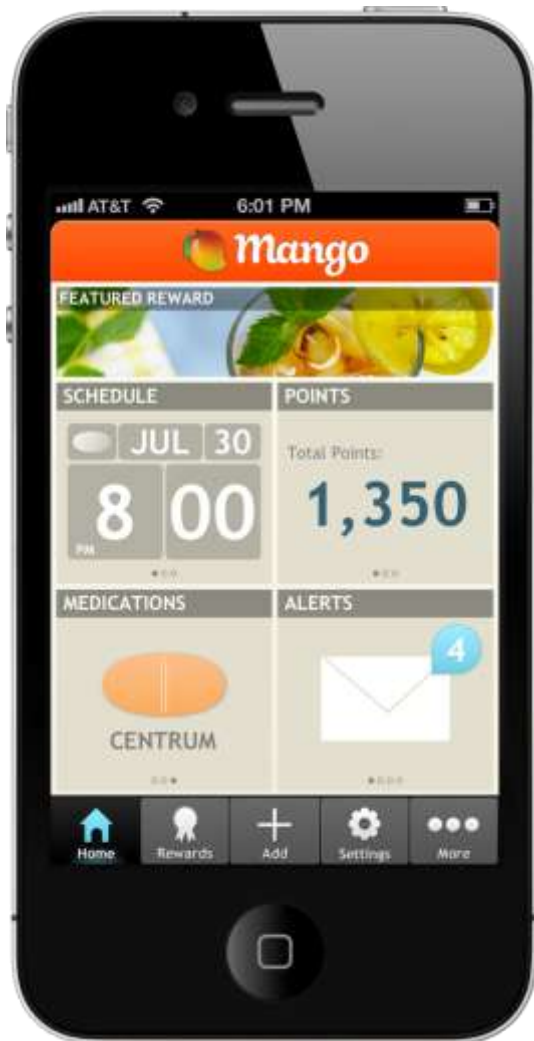 AT&T 6:01 PM
Mango
FEATURED REWARD
SCHEDULE
JUL 30
8 00
PM
POINTS
Total Points:
1,350
MEDICATIONS
CENTRUM
ALERTS
4
Home Rewards Add Settings More